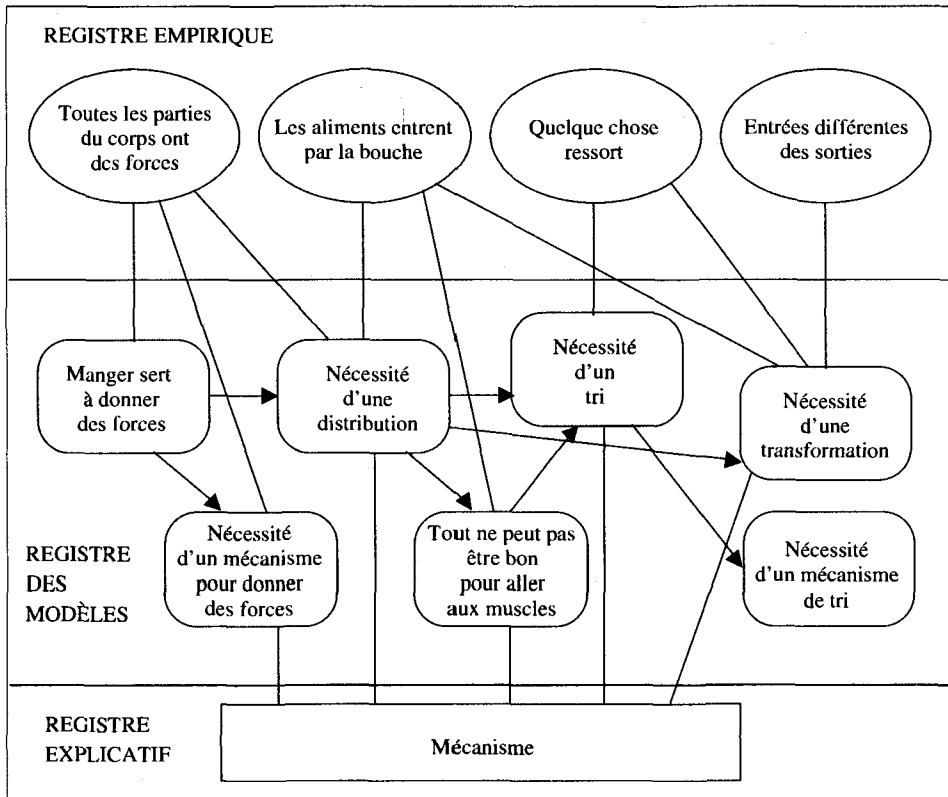 REGISTRE EMPIRIQUE
Toutes les parties
du corps ont
des forces
Les aliments entrent
par la bouche
Quelque chose
ressort
Entrées différentes
des sorties
Manger sert
à donner
des forces
Nécessité
d'une
distribution
Nécessité
d'un
tri
Nécessité
d'une
transformation
REGISTRE
DES
MODÈLES
Nécessité
d'un mécanisme
pour donner
des forces
Tout ne peut pas
être bon
pour aller
aux muscles
Nécessité
d'un mécanisme
de tri
REGISTRE
EXPLICATIF
Mécanisme